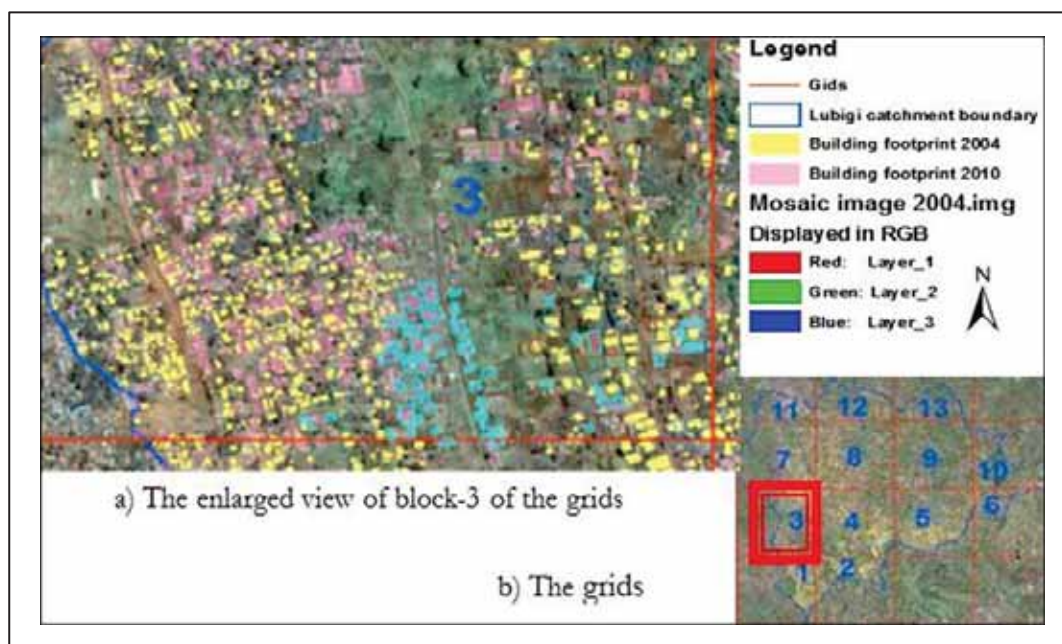 3
Legend
Gids
Lubigi catchment boundary
Building footprint 2004
Building footprint 2010
Mosaic image 2004.img
Displayed in RGB
Red: Layer_1
Green: Layer_2
Blue: Layer_3
N
a) The enlarged view of block-3 of the grids
b) The grids
11 12 13
7 8 9 10
3 4 5 6
1 2